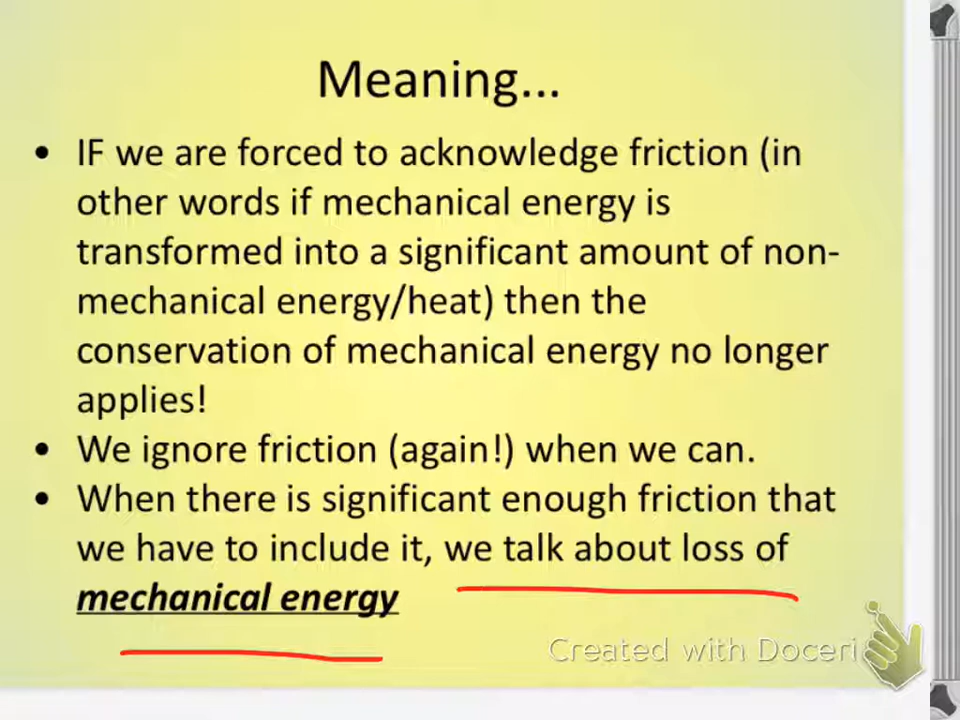 Meaning...
• IF we are forced to acknowledge friction (in
other words if mechanical energy is
transformed into a significant amount of non-
mechanical energy/heat) then the
conservation of mechanical energy no longer
applies!
• We ignore friction (again!) when we can.
• When there is significant enough friction that
we have to include it, we talk about loss of
mechanical energy
Created with Doceri